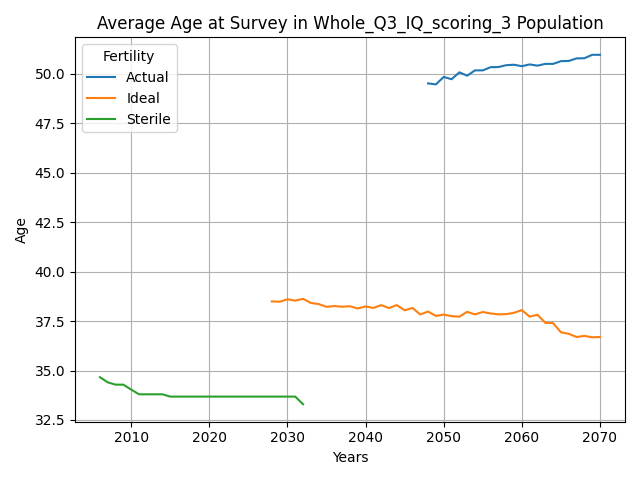 Average Age at Survey in Whole_Q3_IQ_scoring_3 Population
Fertility
Actual
Ideal
Sterile
50.0
47.5
45.0
42.5
40.0
37.5
35.0
32.5
Age
2010 2020 2030 2040 2050 2060 2070
Years